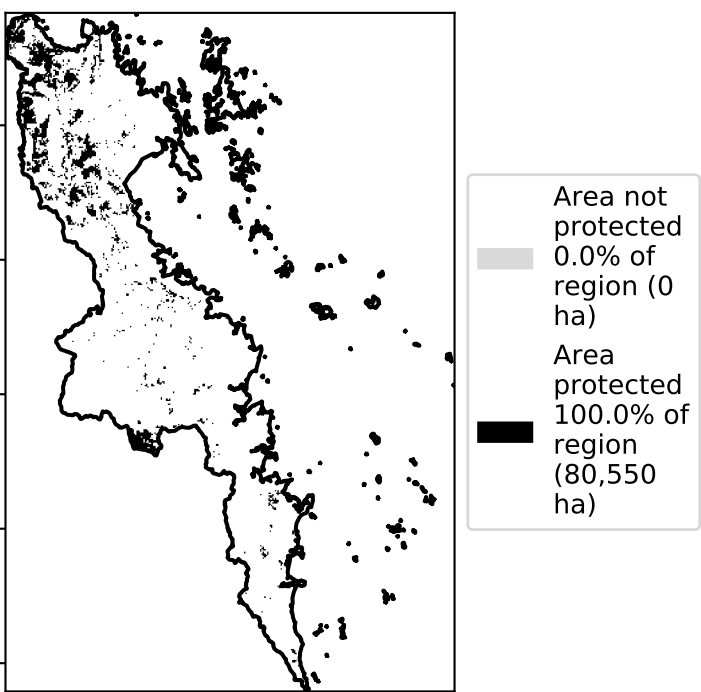 Area not
protected
0.0% of
region (0
ha)
Area
protected
100.0% of
region
(80,550
ha)